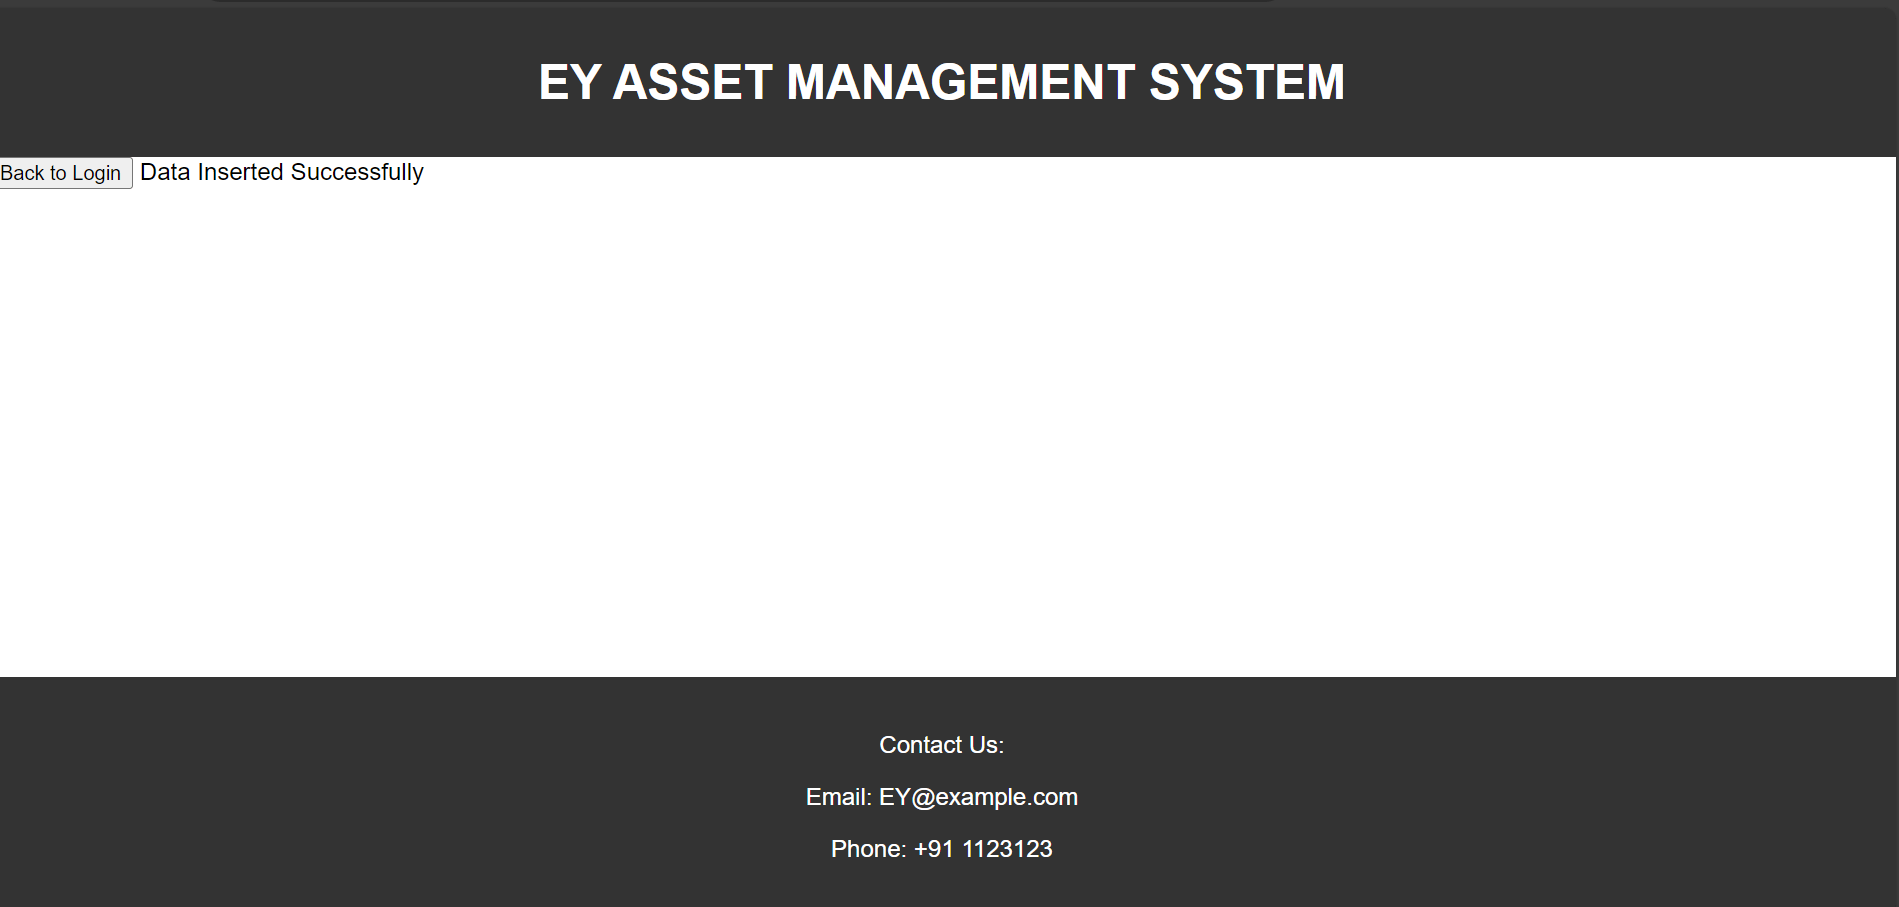 EY ASSET MANAGEMENT SYSTEM
Back to Login Data Inserted Successfully
Contact Us:
Email: EY@example.com
Phone: +91 1123123